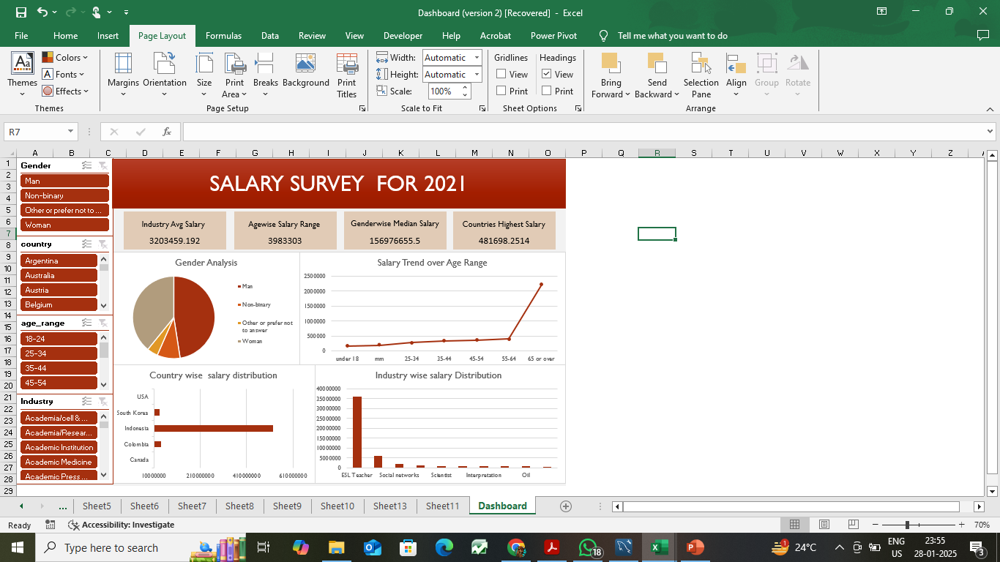 Dashboard (version 2) [Recovered] - Excel
File Home Insert Page Layout Formulas Data Review View Developer Help Acrobat Power Pivot Tell me what you want to do
Themes
Colors
Fonts
Effects
Themes
Margins
Orientation
Size
Print Area
Breaks
Background
Print Titles
Page Setup
Width: Automatic
Height: Automatic
Scale: 100%
Scale to Fit
Gridlines Headings
View View
Print Print
Sheet Options
Bring Forward
Send Backward
Selection Pane
Align
Group
Rotate
Arrange
R7
fx
A B C D E F G H I J K L M N O P Q R S T U V W X Y Z
1
2
3
4
5
6
7
8
9
10
11
12
13
14
15
16
17
18
19
20
21
22
23
24
25
26
27
28
29
Gender
Man
Non-binary
Other or prefer not to ...
Woman
country
Argentina
Australia
Austria
Belgium
age_range
18-24
25-34
35-44
45-54
Industry
Academia/cell & ...
Academia/Resear...
Academic Institution
Academic Medicine
Academic Press ...
SALARY SURVEY FOR 2021
Industry Avg Salary
3203459.192
Agewise Salary Range
3983303
Genderwise Median Salary
156976655.5
Countries Highest Salary
481698.2514
Gender Analysis
Man
Non-binary
Other or prefer not
to answer
Woman
Salary Trend over Age Range
2500000
2000000
1500000
1000000
500000
0
under 18 mm 25-34 35-44 45-54 55-64 65 or over
Country wise salary distribution
USA
South Korea
Indonesia
Colombia
Canada
10000000 210000000 410000000 610000000
Industry wise salary Distribution
40000000
35000000
30000000
25000000
20000000
15000000
10000000
5000000
0
ESL Teacher Social networks Scientist Interpretation Oil
... Sheet5 Sheet6 Sheet7 Sheet8 Sheet9 Sheet10 Sheet13 Sheet11 Dashboard
Ready Accessibility: Investigate 70%
Type here to search
18
1
24°C
ENG
US
23:55
28-01-2025
3